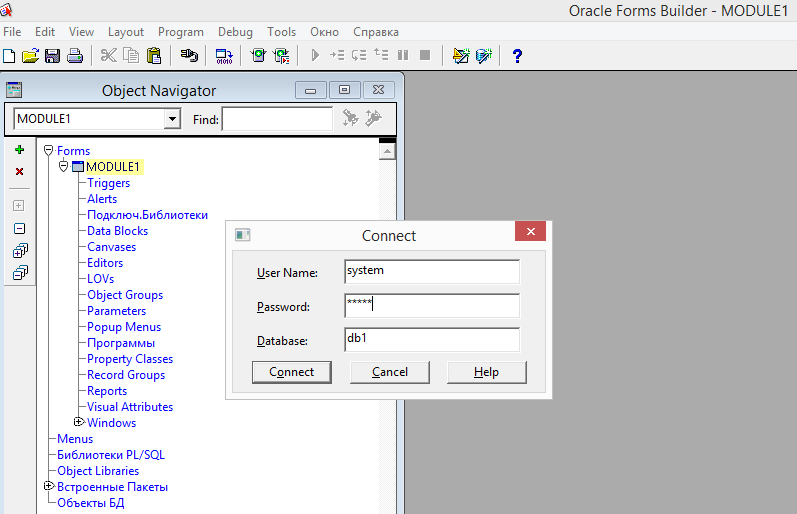 Oracle Forms Builder - MODULE1
File Edit View Layout Program Debug Tools Окно Справка
Object Navigator
MODULE1 Find:
Forms
MODULE1
Triggers
Alerts
Подключ.Библиотеки
Data Blocks
Canvases
Editors
LOVs
Object Groups
Parameters
Popup Menus
Программы
Property Classes
Record Groups
Reports
Visual Attributes
Windows
Menus
Библиотеки PL/SQL
Object Libraries
Встроенные Пакеты
Объекты БД
Connect
User Name: system
Password: *****
Database: db1
Connect Cancel Help